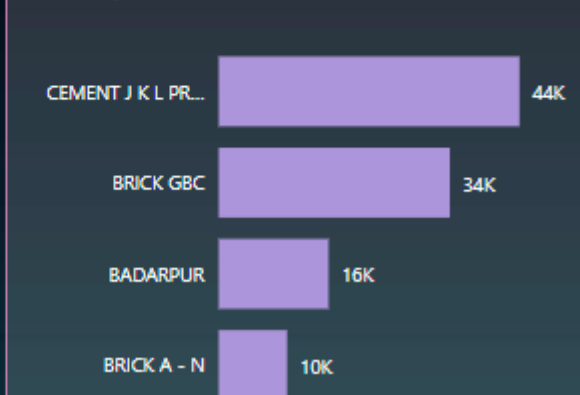 CEMENT J K L PR... 44K
BRICK GBC 34K
BADARPUR 16K
BRICK A - N 10K